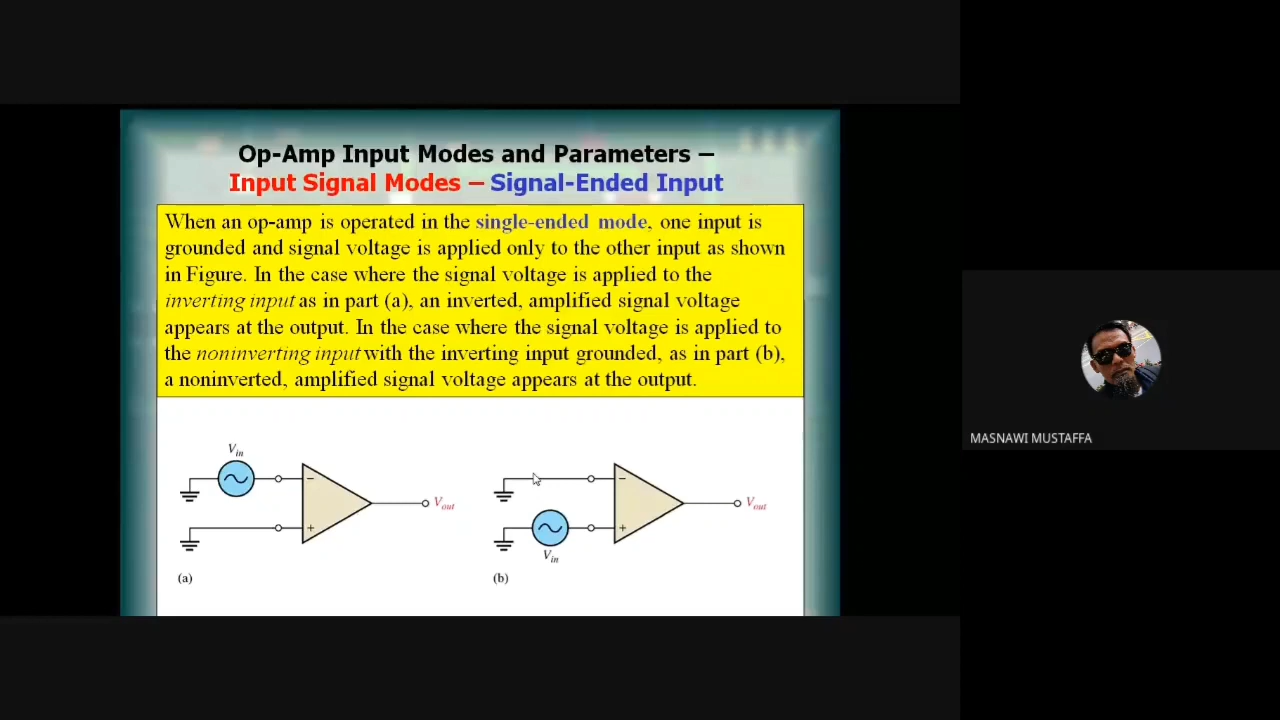 Op-Amp Input Modes and Parameters –
Input Signal Modes – Signal-Ended Input
When an op-amp is operated in the single-ended mode, one input is
grounded and signal voltage is applied only to the other input as shown
in Figure. In the case where the signal voltage is applied to the
inverting input as in part (a), an inverted, amplified signal voltage
appears at the output. In the case where the signal voltage is applied to
the noninverting input with the inverting input grounded, as in part (b),
a noninverted, amplified signal voltage appears at the output.
Vin
−
+
Vout
(a)
−
+
Vin
Vout
(b)
MASNAWI MUSTAFFA